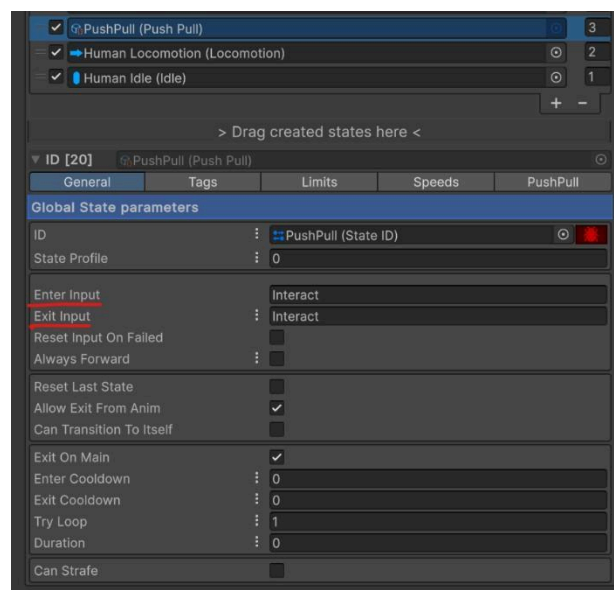 PushPull (Push Pull) 3
Human Locomotion (Locomotion) 2
Human Idle (Idle) 1
+ -
> Drag created states here <
ID [20] PushPull (Push Pull)
General Tags Limits Speeds PushPull
Global State parameters
ID PushPull (State ID)
State Profile 0
Enter Input Interact
Exit Input Interact
Reset Input On Failed
Always Forward
Reset Last State
Allow Exit From Anim
Can Transition To Itself
Exit On Main
Enter Cooldown 0
Exit Cooldown 0
Try Loop 1
Duration 0
Can Strafe